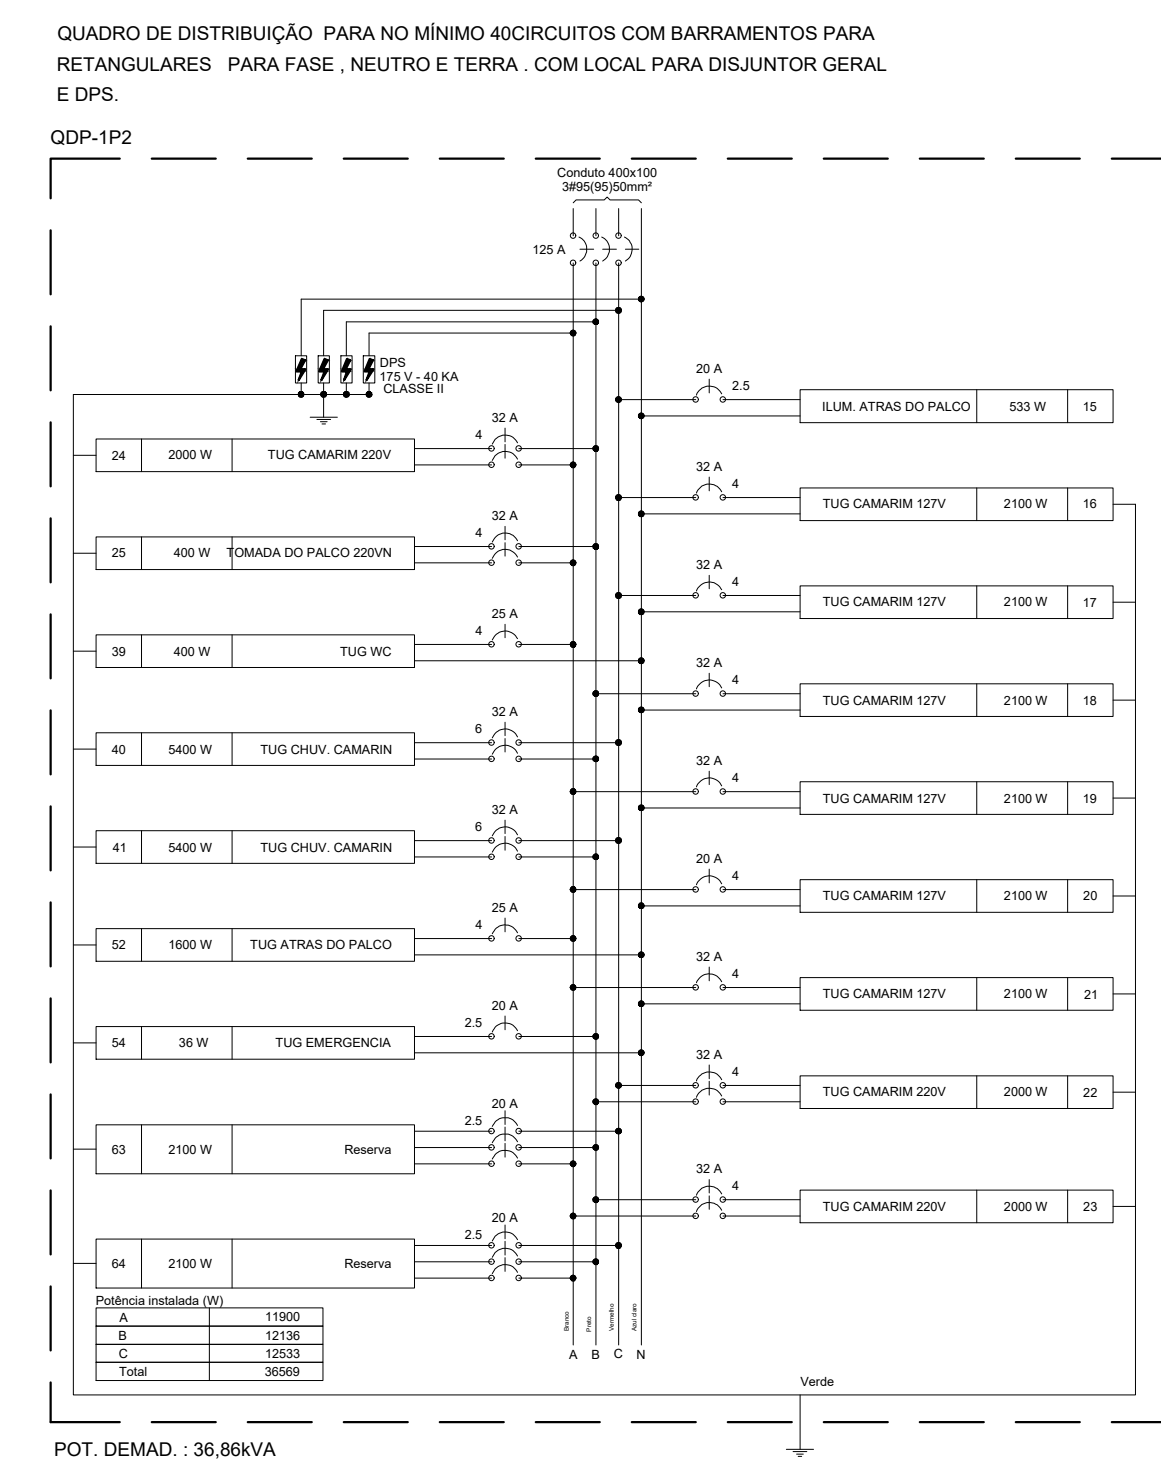 QUADRO DE DISTRIBUIÇÃO PARA NO MÍNIMO 40CIRCUITOS COM BARRAMENTOS PARA
RETANGULARES PARA FASE , NEUTRO E TERRA . COM LOCAL PARA DISJUNTOR GERAL
E DPS.
QDP-1P2
Conduto 400x100
3#95(95)50mm²
125 A
DPS
175 V - 40 KA
CLASSE II
32 A
4
24 2000 W TUG CAMARIM 220V
32 A
4
25 400 W TOMADA DO PALCO 220VN
25 A
4
39 400 W TUG WC
32 A
6
40 5400 W TUG CHUV. CAMARIN
32 A
6
41 5400 W TUG CHUV. CAMARIN
25 A
4
52 1600 W TUG ATRAS DO PALCO
20 A
2.5
54 36 W TUG EMERGENCIA
20 A
2.5
63 2100 W Reserva
20 A
2.5
64 2100 W Reserva
20 A
2.5
ILUM. ATRAS DO PALCO 533 W 15
32 A
4
TUG CAMARIM 127V 2100 W 16
32 A
4
TUG CAMARIM 127V 2100 W 17
32 A
4
TUG CAMARIM 127V 2100 W 18
32 A
4
TUG CAMARIM 127V 2100 W 19
20 A
4
TUG CAMARIM 127V 2100 W 20
32 A
4
TUG CAMARIM 127V 2100 W 21
32 A
4
TUG CAMARIM 220V 2000 W 22
32 A
4
TUG CAMARIM 220V 2000 W 23
Potência instalada (W)
A 11900
B 12136
C 12533
Total 36569
Branco Preto Vermelho Azul claro
A B C N
Verde
POT. DEMAD. : 36,86kVA